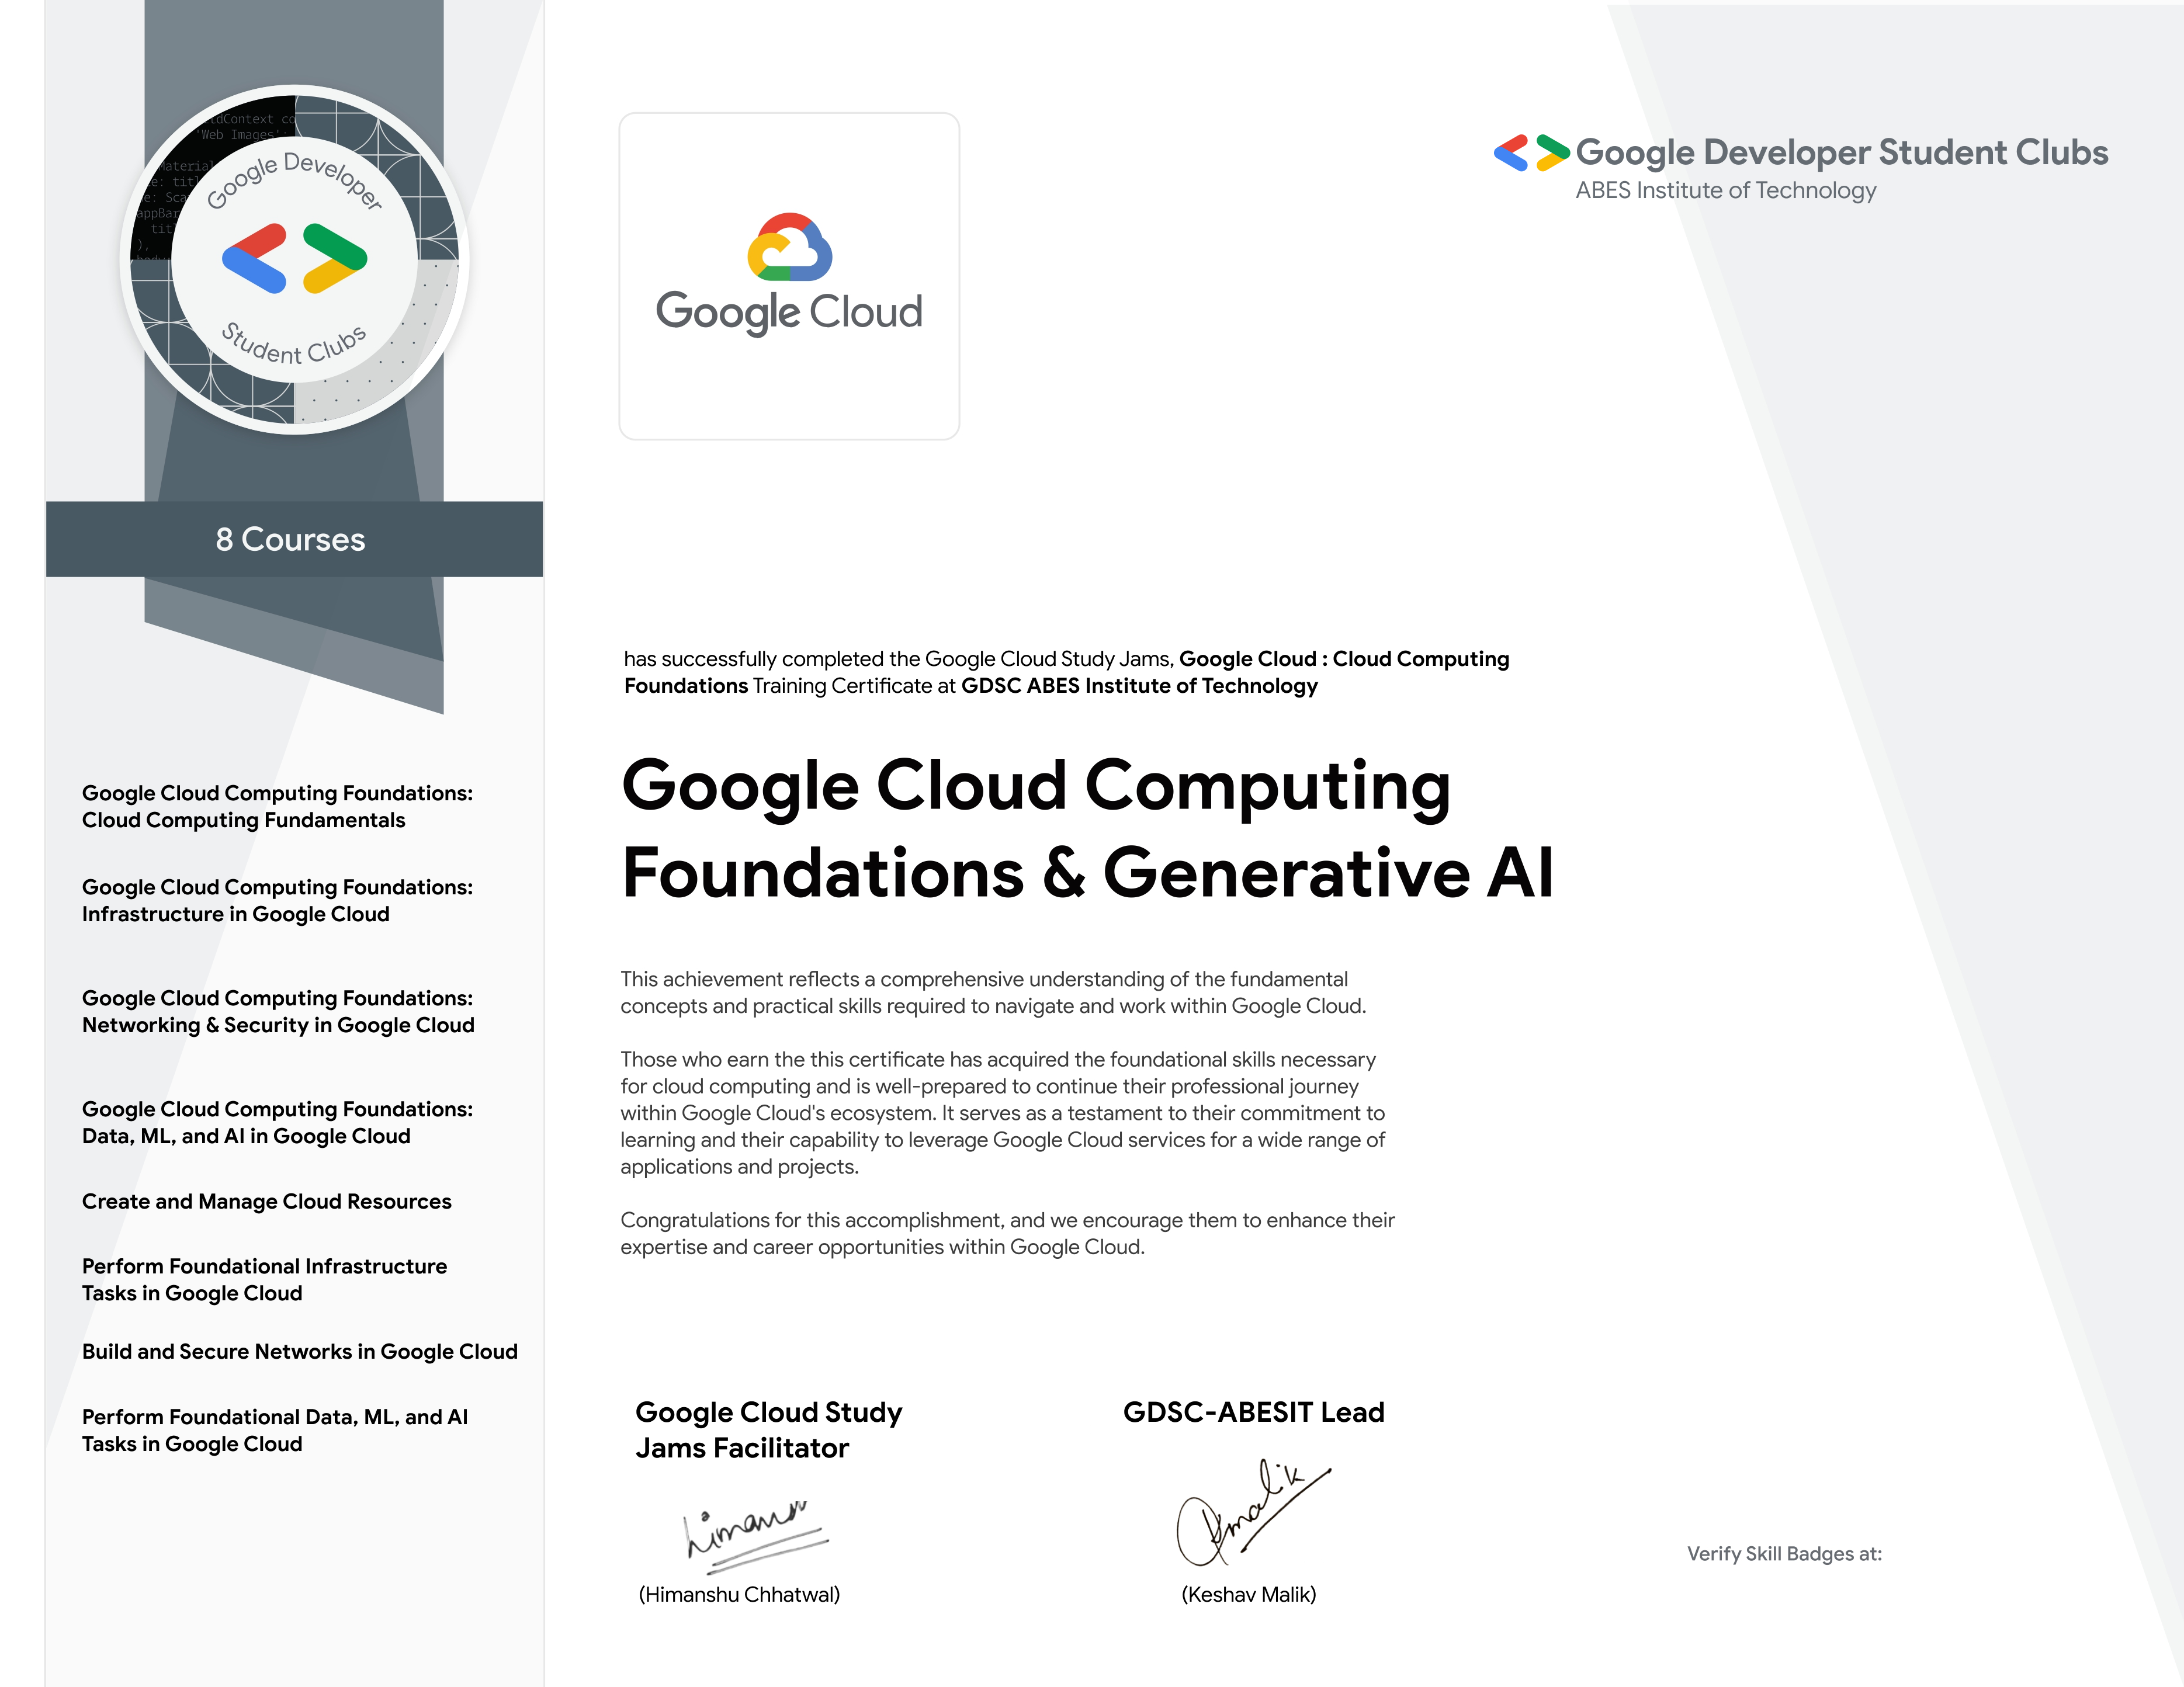 ldContext co
'Web Images';
Material
e: titl
e: Sca
appBar
titl
),
body:
Google Developer
Student Clubs
8 Courses
Google Cloud Computing Foundations:
Cloud Computing Fundamentals
Google Cloud Computing Foundations:
Infrastructure in Google Cloud
Google Cloud Computing Foundations:
Networking & Security in Google Cloud
Google Cloud Computing Foundations:
Data, ML, and AI in Google Cloud
Create and Manage Cloud Resources
Perform Foundational Infrastructure
Tasks in Google Cloud
Build and Secure Networks in Google Cloud
Perform Foundational Data, ML, and AI
Tasks in Google Cloud
Google Cloud
Google Developer Student Clubs
ABES Institute of Technology
has successfully completed the Google Cloud Study Jams, Google Cloud : Cloud Computing
Foundations Training Certificate at GDSC ABES Institute of Technology
Google Cloud Computing
Foundations & Generative AI
This achievement reflects a comprehensive understanding of the fundamental
concepts and practical skills required to navigate and work within Google Cloud.
Those who earn the this certificate has acquired the foundational skills necessary
for cloud computing and is well-prepared to continue their professional journey
within Google Cloud's ecosystem. It serves as a testament to their commitment to
learning and their capability to leverage Google Cloud services for a wide range of
applications and projects.
Congratulations for this accomplishment, and we encourage them to enhance their
expertise and career opportunities within Google Cloud.
Google Cloud Study
Jams Facilitator
(Himanshu Chhatwal)
GDSC-ABESIT Lead
(Keshav Malik)
Verify Skill Badges at: